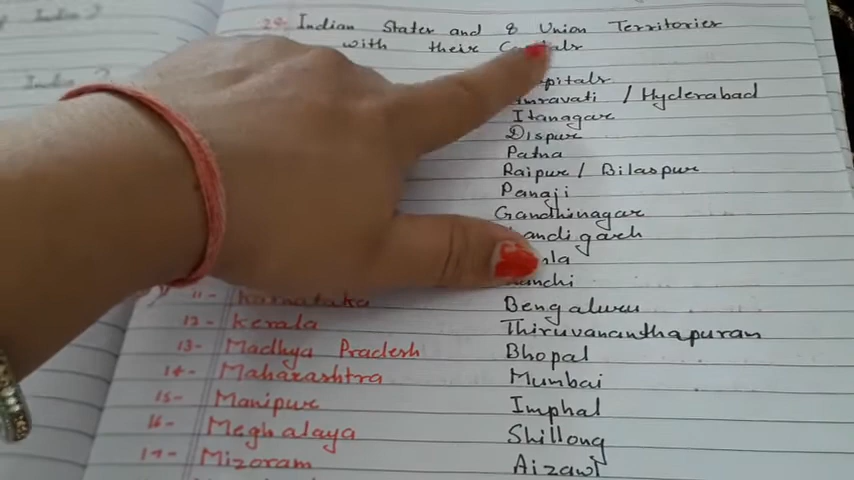 29 - Indian States and 8 Union Territories
with their
Amravati / Hyderabad
Itanagar
Dispur
Patna
Raipur / Bilaspur
Panaji
Gandhinagar
11 - Karnataka Bengaluru
12 - Kerala Thiruvananthapuram
13 - Madhya Pradesh Bhopal
14 - Maharashtra Mumbai
15 - Manipur Imphal
16 - Meghalaya Shillong
17 - Mizoram Aizawl